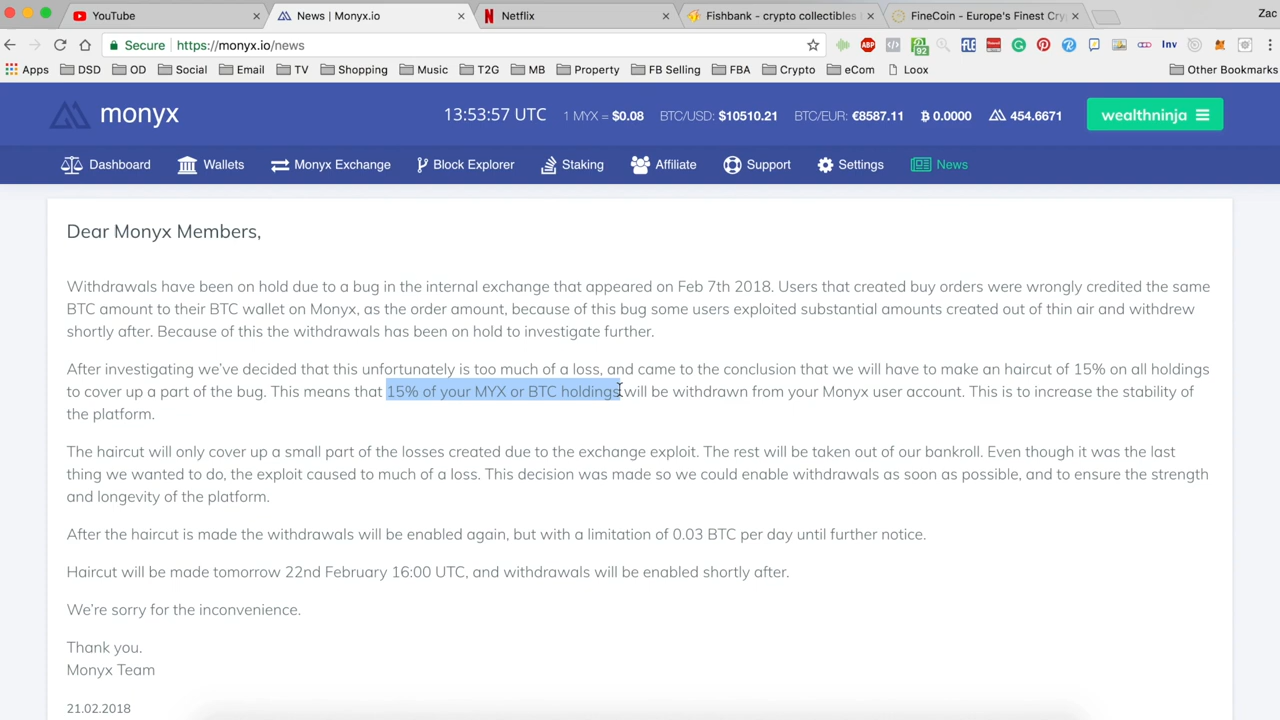 YouTube
News | Monyx.io
Netflix
Fishbank - crypto collectibles
FineCoin - Europe's Finest Cry
Zac
Secure
https://monyx.io/news
ABP
92
Inv
Apps
DSD
OD
Social
Email
TV
Shopping
Music
T2G
MB
Property
FB Selling
FBA
Crypto
eCom
Loox
Other Bookmarks
monyx
13:53:57 UTC
1 MYX = $0.08
BTC/USD: $10510.21
BTC/EUR: €8587.11
₿ 0.0000
454.6671
wealthninja
Dashboard
Wallets
Monyx Exchange
Block Explorer
Staking
Affiliate
Support
Settings
News
Dear Monyx Members,
Withdrawals have been on hold due to a bug in the internal exchange that appeared on Feb 7th 2018. Users that created buy orders were wrongly credited the same
BTC amount to their BTC wallet on Monyx, as the order amount, because of this bug some users exploited substantial amounts created out of thin air and withdrew
shortly after. Because of this the withdrawals has been on hold to investigate further.
After investigating we've decided that this unfortunately is too much of a loss, and came to the conclusion that we will have to make an haircut of 15% on all holdings
to cover up a part of the bug. This means that 15% of your MYX or BTC holdings will be withdrawn from your Monyx user account. This is to increase the stability of
the platform.
The haircut will only cover up a small part of the losses created due to the exchange exploit. The rest will be taken out of our bankroll. Even though it was the last
thing we wanted to do, the exploit caused to much of a loss. This decision was made so we could enable withdrawals as soon as possible, and to ensure the strength
and longevity of the platform.
After the haircut is made the withdrawals will be enabled again, but with a limitation of 0.03 BTC per day until further notice.
Haircut will be made tomorrow 22nd February 16:00 UTC, and withdrawals will be enabled shortly after.
We're sorry for the inconvenience.
Thank you.
Monyx Team
21.02.2018